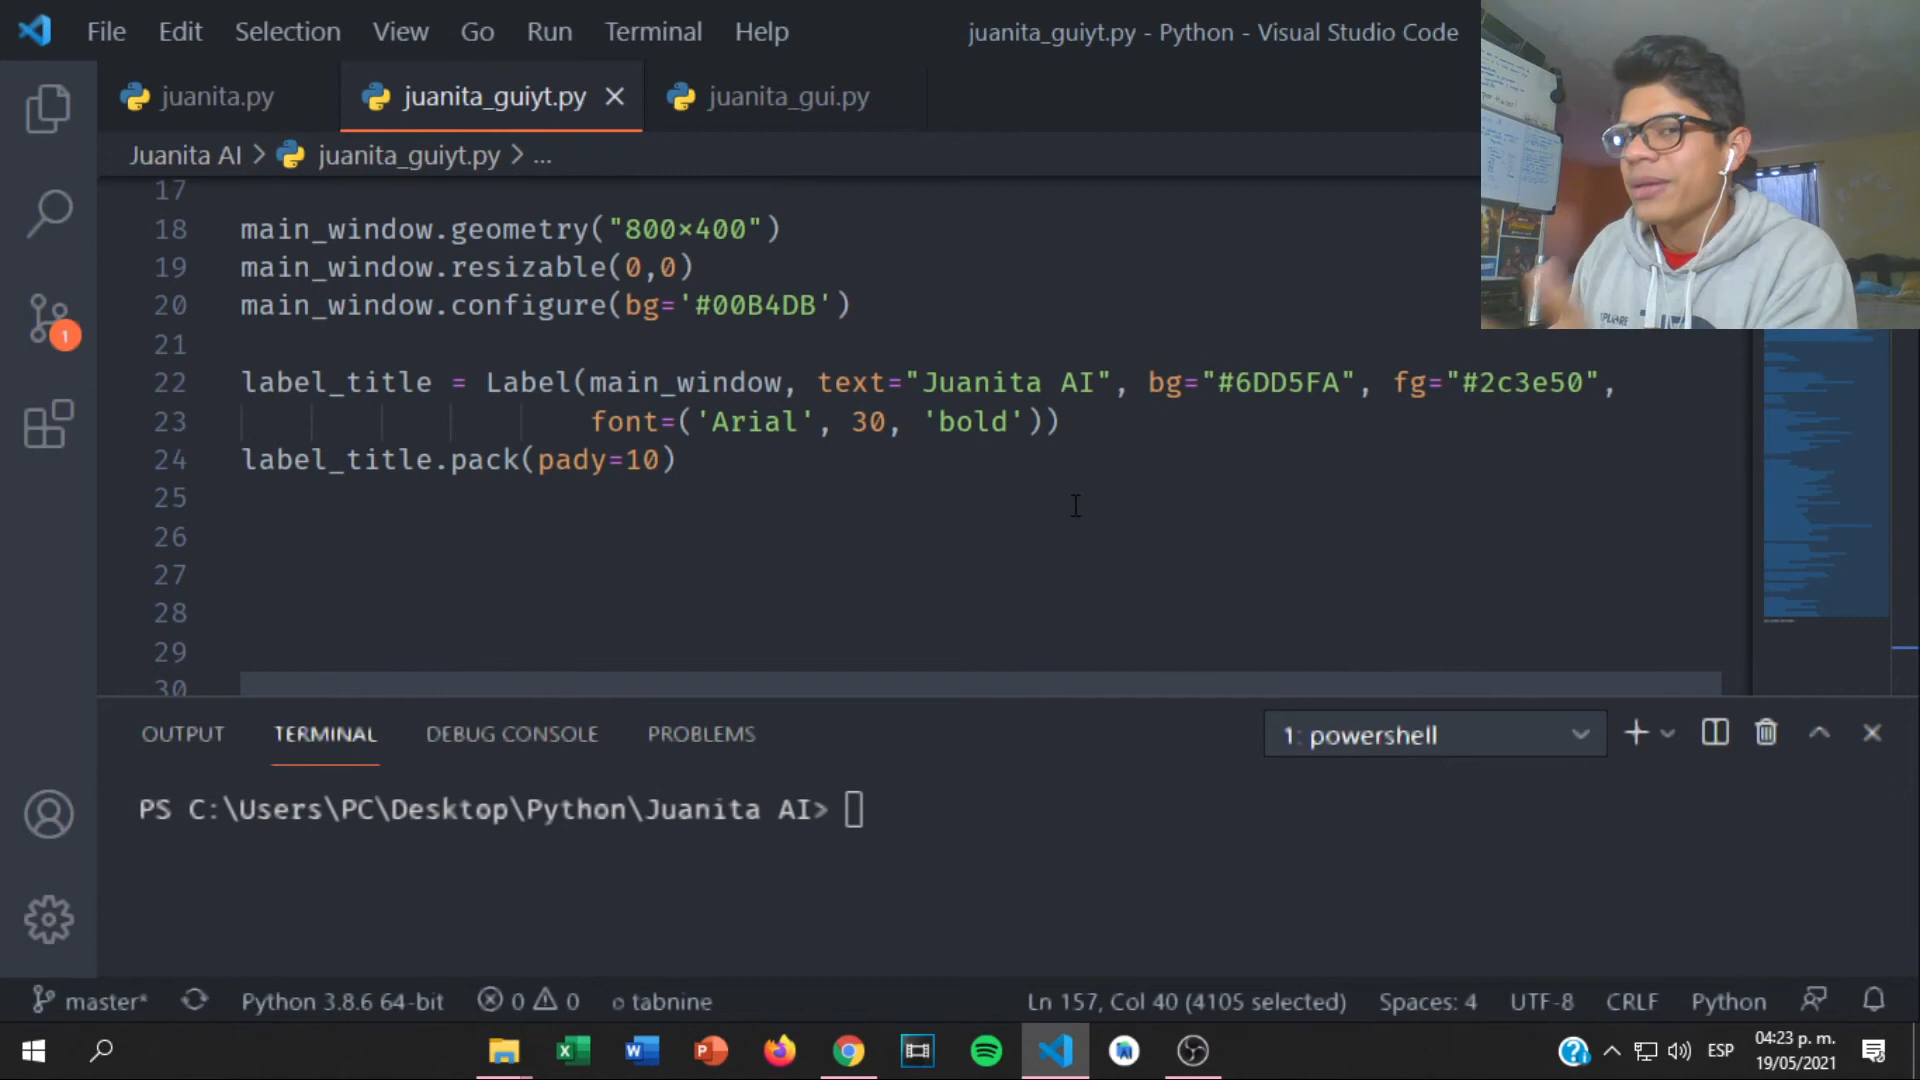 File Edit Selection View Go Run Terminal Help juanita_guiyt.py - Python - Visual Studio Code
juanita.py juanita_guiyt.py juanita_gui.py
Juanita AI > juanita_guiyt.py > ...
17
18 main_window.geometry("800×400")
19 main_window.resizable(0,0)
20 main_window.configure(bg='#00B4DB')
21
22 label_title = Label(main_window, text="Juanita AI", bg="#6DD5FA", fg="#2c3e50",
23 font=('Arial', 30, 'bold'))
24 label_title.pack(pady=10)
25
26
27
28
29
30
1
OUTPUT TERMINAL DEBUG CONSOLE PROBLEMS 1: powershell
PS C:\Users\PC\Desktop\Python\Juanita AI>
master* Python 3.8.6 64-bit 0 0 tabnine Ln 157, Col 40 (4105 selected) Spaces: 4 UTF-8 CRLF Python
ESP 04:23 p. m.
19/05/2021